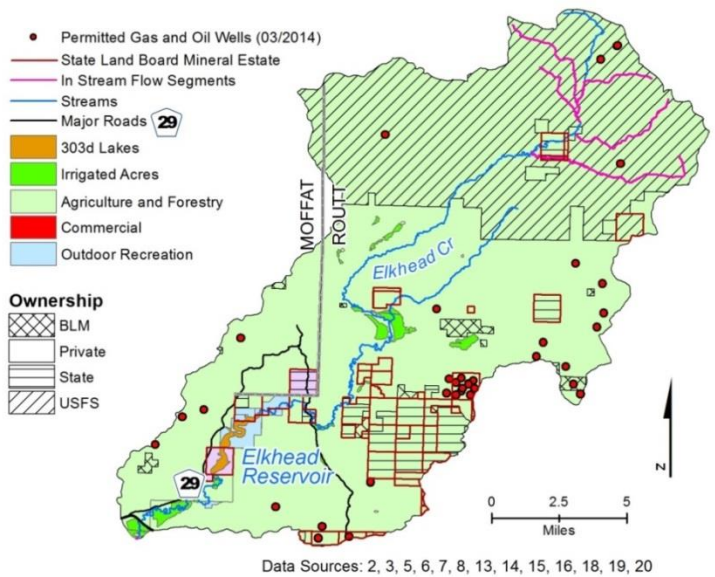 Permitted Gas and Oil Wells (03/2014)
State Land Board Mineral Estate
In Stream Flow Segments
Streams
Major Roads 29
303d Lakes
Irrigated Acres
Agriculture and Forestry
Commercial
Outdoor Recreation
Ownership
BLM
Private
State
USFS
MOFFAT
ROUTT
Elkhead Cr
Elkhead
Reservoir
29
N
0 2.5 5
Miles
Data Sources: 2, 3, 5, 6, 7, 8, 13, 14, 15, 16, 18, 19, 20